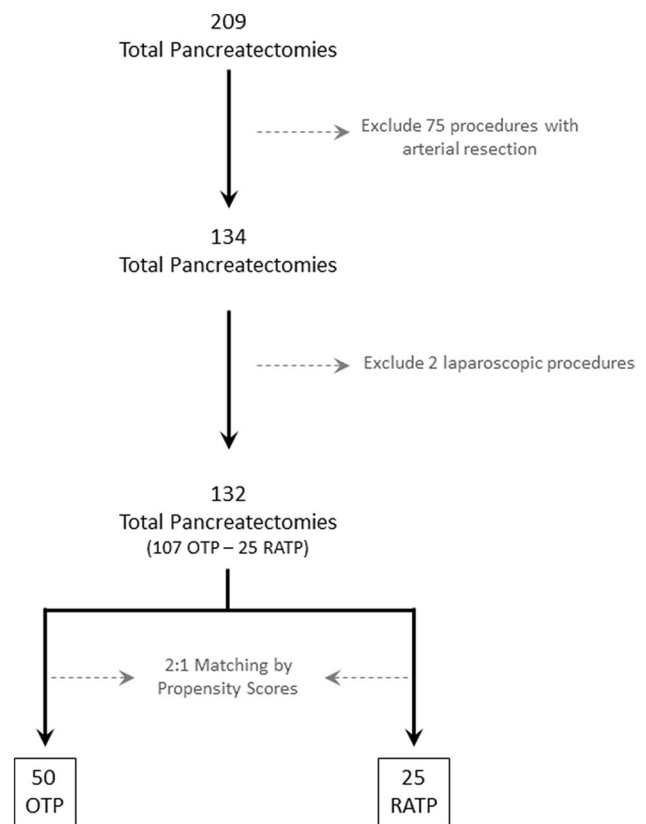 209
Total Pancreatectomies
Exclude 75 procedures with
arterial resection
134
Total Pancreatectomies
Exclude 2 laparoscopic procedures
132
Total Pancreatectomies
(107 OTP – 25 RATP)
2:1 Matching by
Propensity Scores
50
OTP
25
RATP